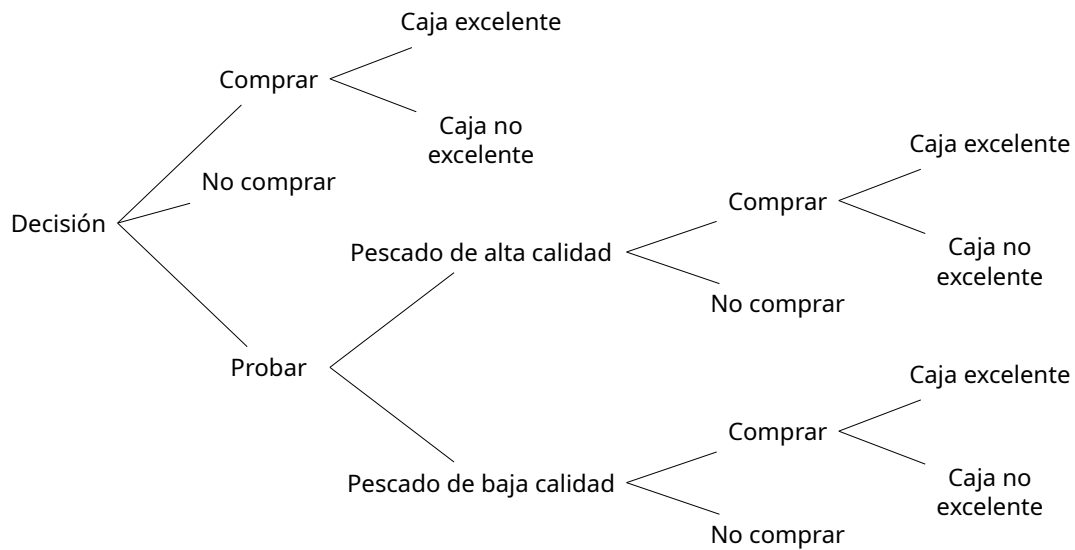 Caja excelente
Comprar
Caja no
excelente
No comprar
Decisión
Caja excelente
Comprar
Pescado de alta calidad
Caja no
excelente
No comprar
Probar
Caja excelente
Comprar
Pescado de baja calidad
Caja no
excelente
No comprar